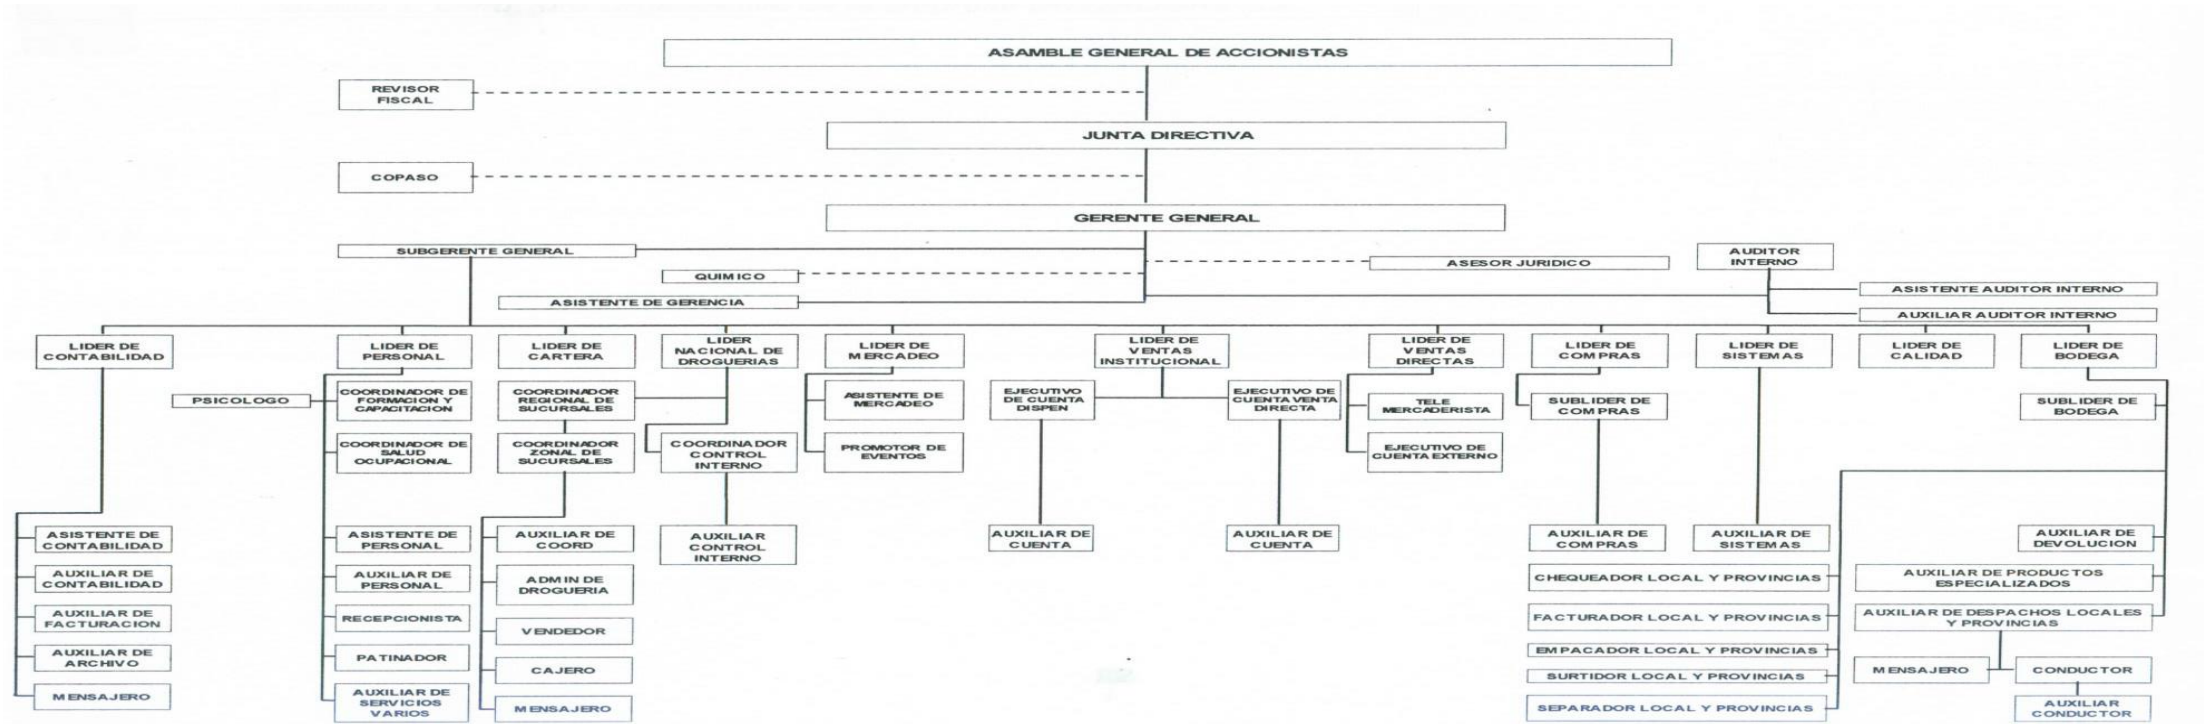 ASAMBLE GENERAL DE ACCIONISTAS
REVISOR
FISCAL
JUNTA DIRECTIVA
COPASO
GERENTE GENERAL
SUBGERENTE GENERAL
AUDITOR
INTERNO
ASESOR JURIDICO
QUIMICO
ASISTENTE AUDITOR INTERNO
ASISTENTE DE GERENCIA
AUXILIAR AUDITOR INTERNO
LIDER DE
CONTABILIDAD
LIDER DE
PERSONAL
LIDER DE
CARTERA
LIDER
NACIONAL DE
DROGUERIAS
LIDER DE
MERCADEO
LIDER DE
VENTAS
INSTITUCIONAL
LIDER DE
VENTAS
DIRECTAS
LIDER DE
COMPRAS
LIDER DE
SISTEMAS
LIDER DE
CALIDAD
LIDER DE
BODEGA
PSICOLOGO
COORDINADOR DE
FORMACION Y
CAPACITACION
COORDINADOR
REGIONAL DE
SUCURSALES
ASISTENTE DE
MERCADEO
EJECUTIVO
DE CUENTA
DISPEN
EJECUTIVO DE
CUENTA VENTA
DIRECTA
TELE
MERCADERISTA
SUBLIDER DE
COMPRAS
SUBLIDER DE
BODEGA
COORDINADOR DE
SALUD
OCUPACIONAL
COORDINADOR
ZONAL DE
SUCURSALES
COORDINADOR
CONTROL
INTERNO
PROMOTOR DE
EVENTOS
EJECUTIVO DE
CUENTA EXTERNO
ASISTENTE DE
CONTABILIDAD
ASISTENTE DE
PERSONAL
AUXILIAR DE
COORD
AUXILIAR
CONTROL
INTERNO
AUXILIAR DE
CUENTA
AUXILIAR DE
CUENTA
AUXILIAR DE
COMPRAS
AUXILIAR DE
SISTEMAS
AUXILIAR DE
DEVOLUCION
AUXILIAR DE
CONTABILIDAD
AUXILIAR DE
PERSONAL
ADMIN DE
DROGUERIA
CHEQUEADOR LOCAL Y PROVINCIAS
AUXILIAR DE PRODUCTOS
ESPECIALIZADOS
AUXILIAR DE
FACTURACION
RECEPCIONISTA
VENDEDOR
FACTURADOR LOCAL Y PROVINCIAS
AUXILIAR DE DESPACHOS LOCALES
Y PROVINCIAS
AUXILIAR DE
ARCHIVO
PATINADOR
CAJERO
EMPACADOR LOCAL Y PROVINCIAS
SURTIDOR LOCAL Y PROVINCIAS
MENSAJERO
CONDUCTOR
MENSAJERO
AUXILIAR DE
SERVICIOS
VARIOS
MENSAJERO
SEPARADOR LOCAL Y PROVINCIAS
AUXILIAR
CONDUCTOR